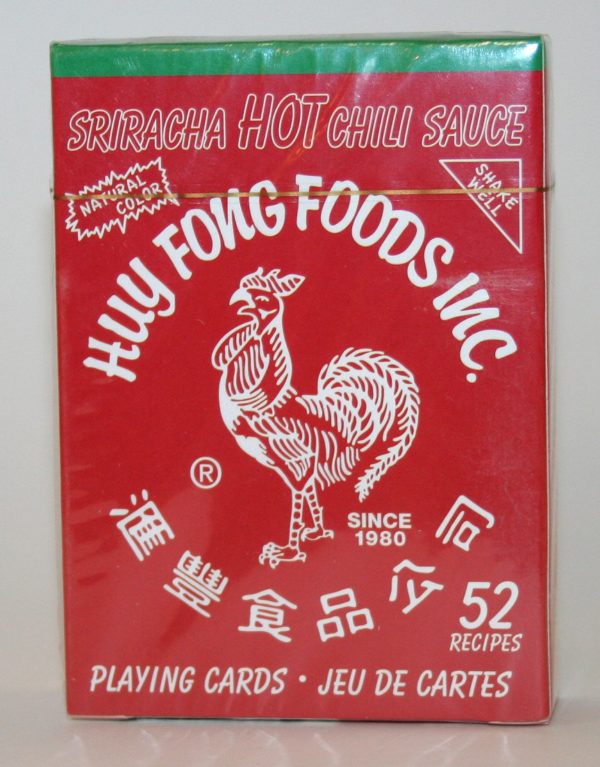 SRIRACHA HOT CHILI SAUCE
NATURAL
COLOR
SHAKE
WELL
HUY FONG FOODS INC.
®
SINCE
1980
滙豐食品公司
52
RECIPES
PLAYING CARDS • JEU DE CARTES